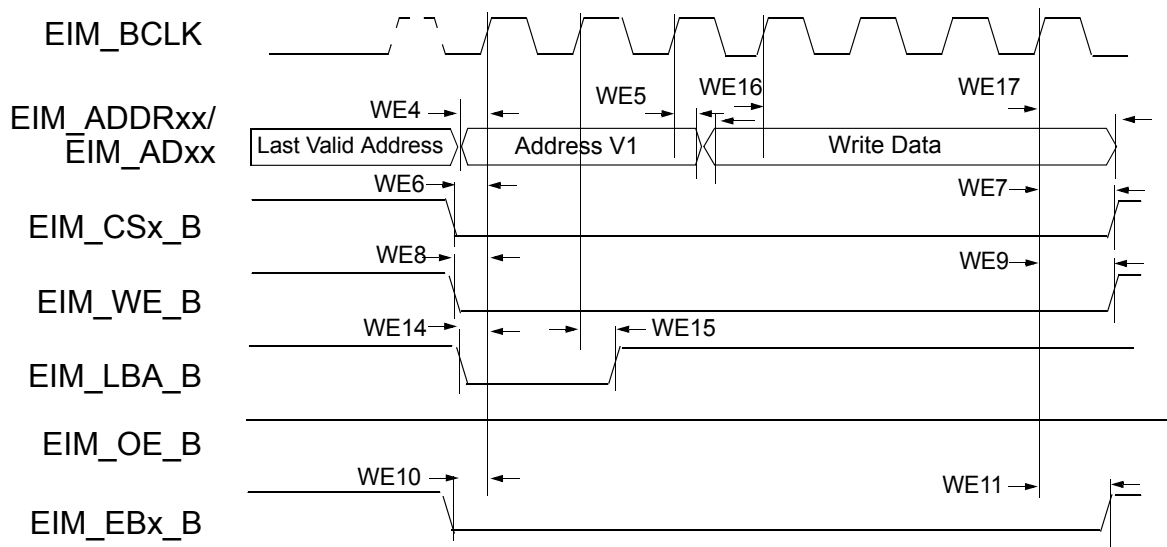 EIM_BCLK
WE4
WE5
WE16
WE17
EIM_ADDRxx/
EIM_ADxx
Last Valid Address
Address V1
Write Data
WE6
WE7
EIM_CSx_B
WE8
WE9
EIM_WE_B
WE14
WE15
EIM_LBA_B
EIM_OE_B
WE10
WE11
EIM_EBx_B